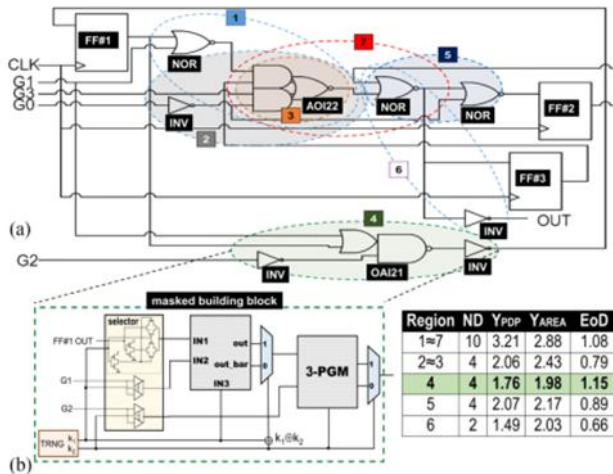 1
7
5
FF#1
CLK
G1
G3
G0
NOR
AOI22
NOR
NOR
FF#2
INV
3
2
6
FF#3
4
INV
OUT
(a)
G2
INV
OAI21
INV
masked building block
selector
FF#1 OUT
G1
G2
IN1
IN2
IN3
out
out_bar
1
0
3-PGM
1
0
TRNG
k₁
k₂
k₁⊕k₂
(b)
Region ND YPDP YAREA EoD
1≈7 10 3.21 2.88 1.08
2≈3 4 2.06 2.43 0.79
4 4 1.76 1.98 1.15
5 4 2.07 2.17 0.89
6 2 1.49 2.03 0.66